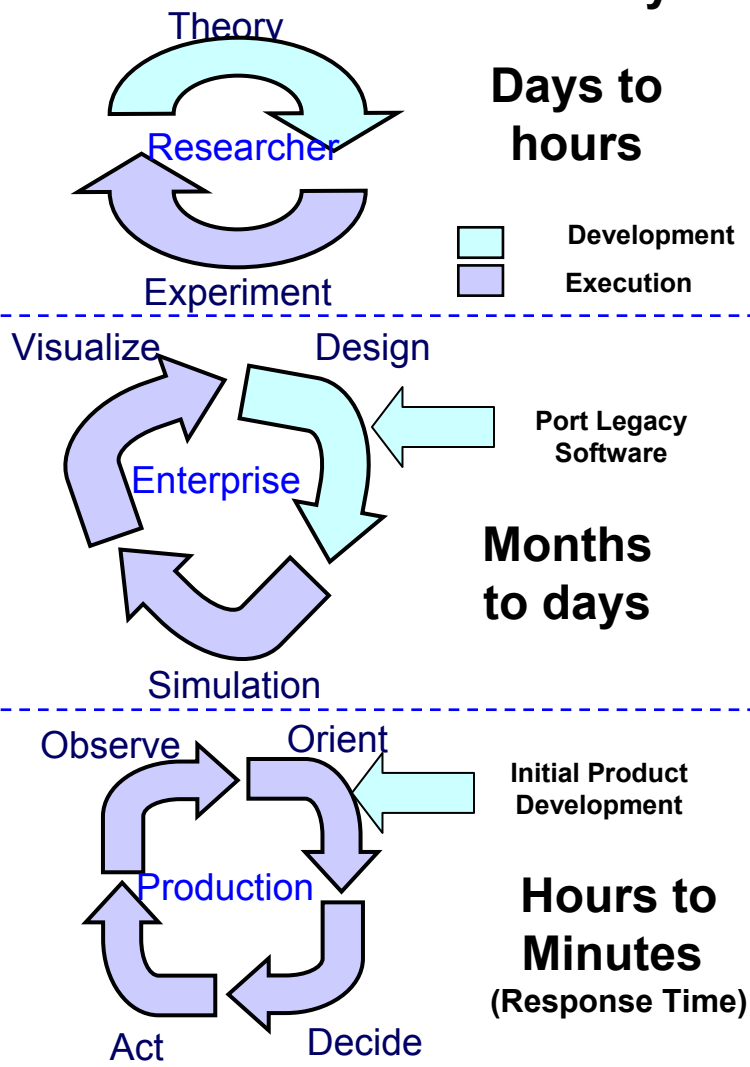 Theory
Days to
hours
Researcher
Development
Execution
Experiment
Visualize
Design
Port Legacy
Software
Enterprise
Months
to days
Simulation
Observe
Orient
Initial Product
Development
Production
Hours to
Minutes
(Response Time)
Act
Decide